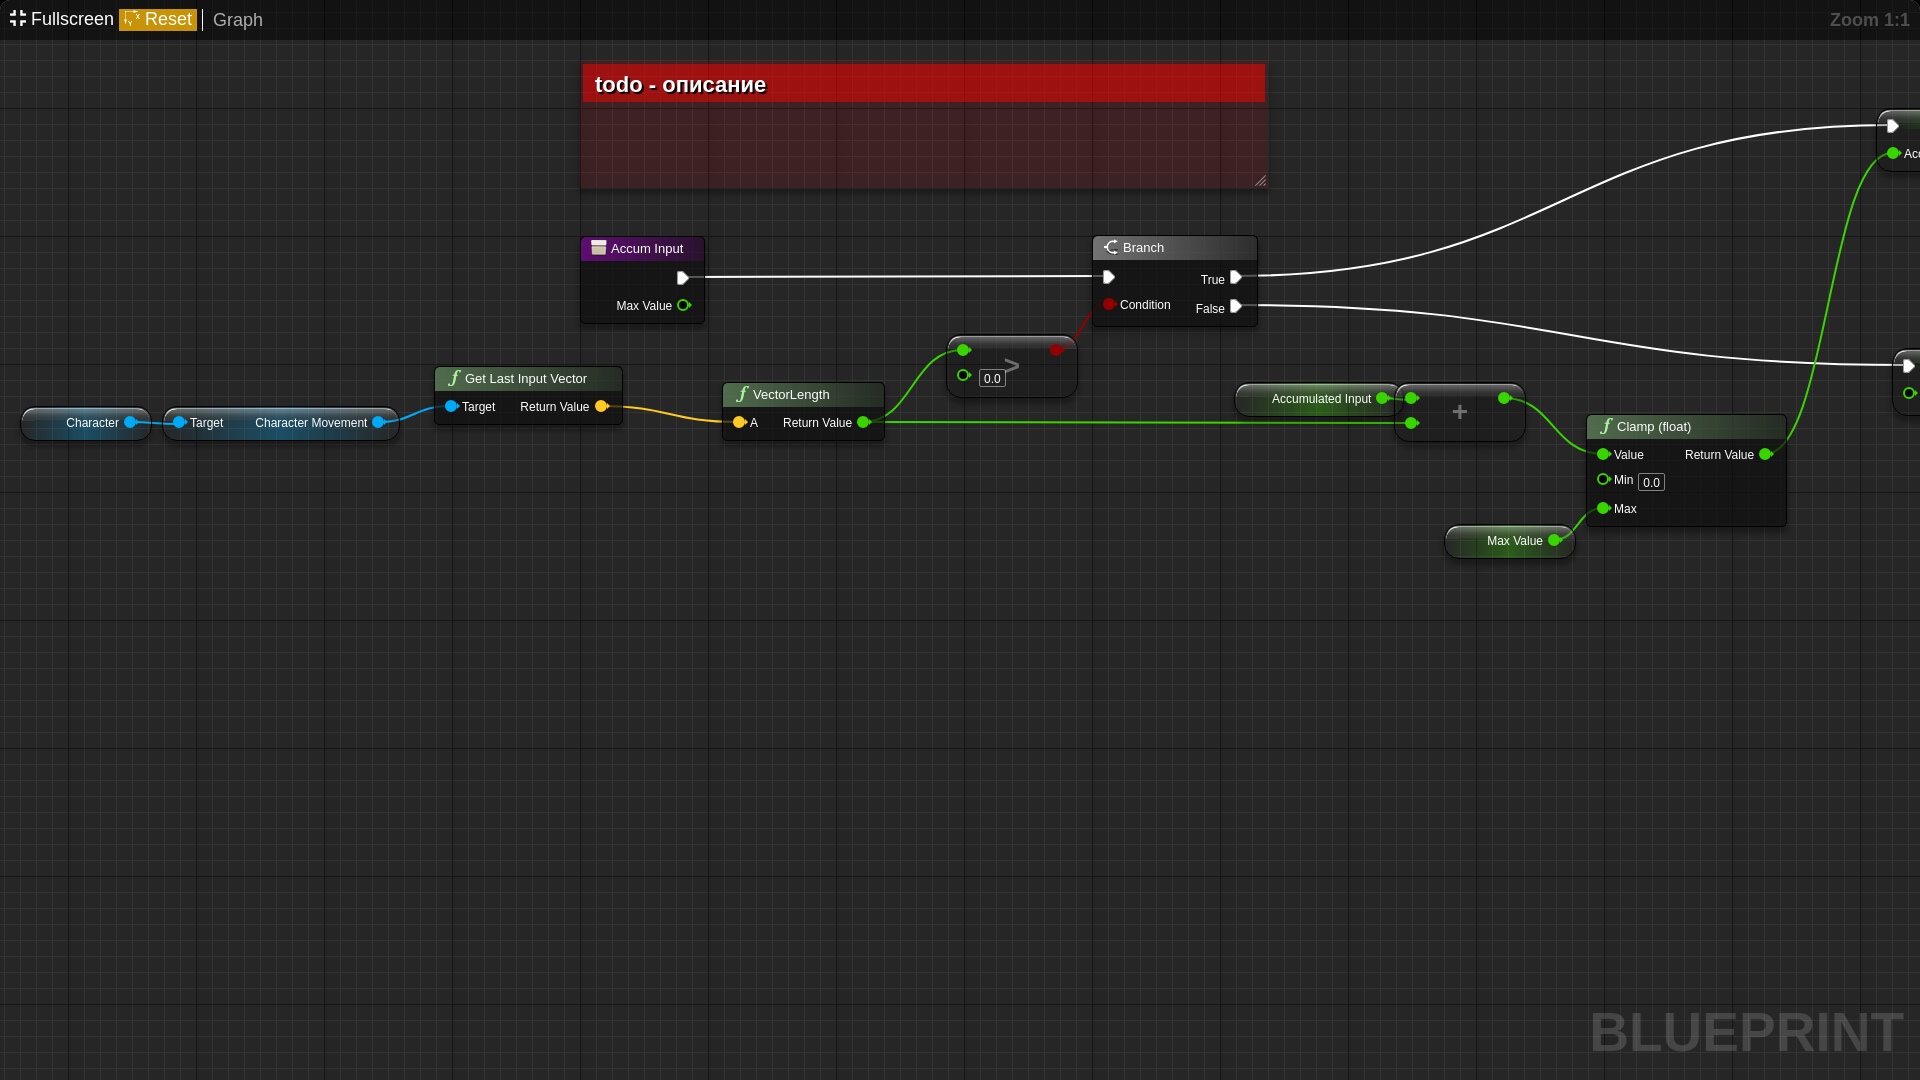 Fullscreen Reset Graph Zoom 1:1
todo - описание
Accum Input
Max Value
Branch
True
Condition
False
>
0.0
Get Last Input Vector
Target Return Value
Character
Target Character Movement
VectorLength
A Return Value
Accumulated Input
+
Clamp (float)
Value Return Value
Min 0.0
Max
Max Value
BLUEPRINT